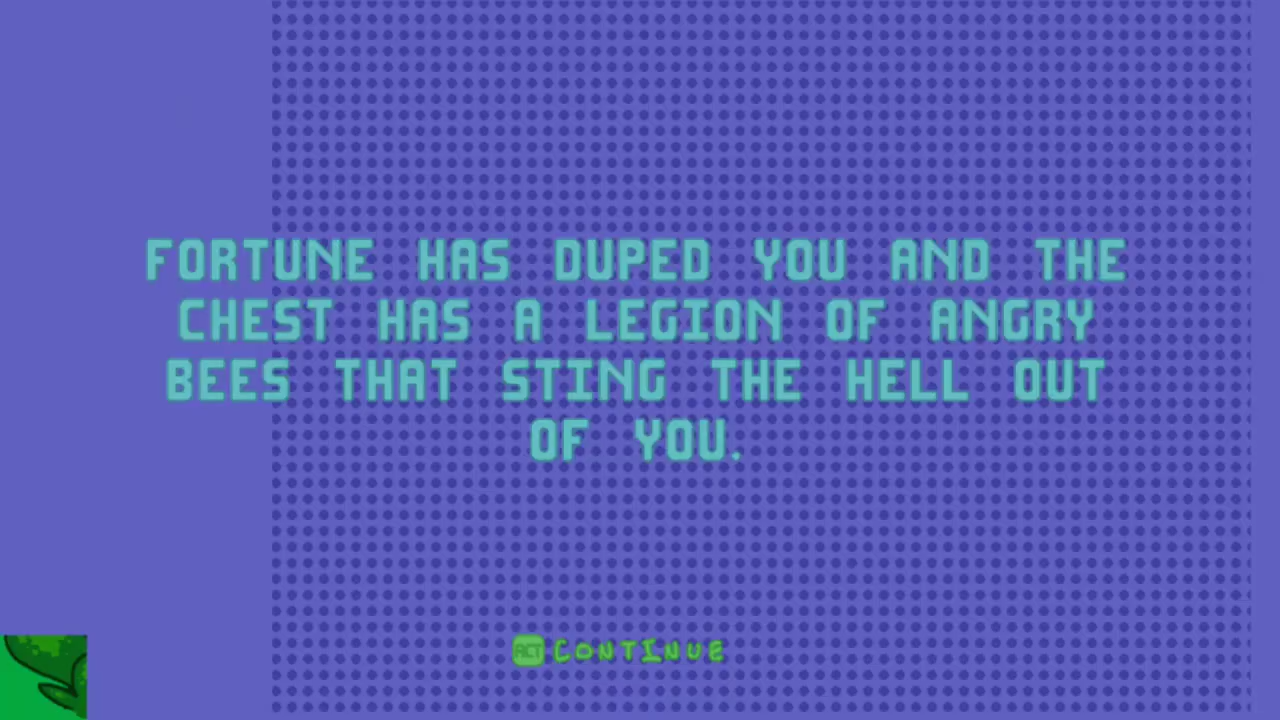 FORTUNE HAS DUPED YOU AND THE
CHEST HAS A LEGION OF ANGRY
BEES THAT STING THE HELL OUT
OF YOU.
ACT CONTINUE